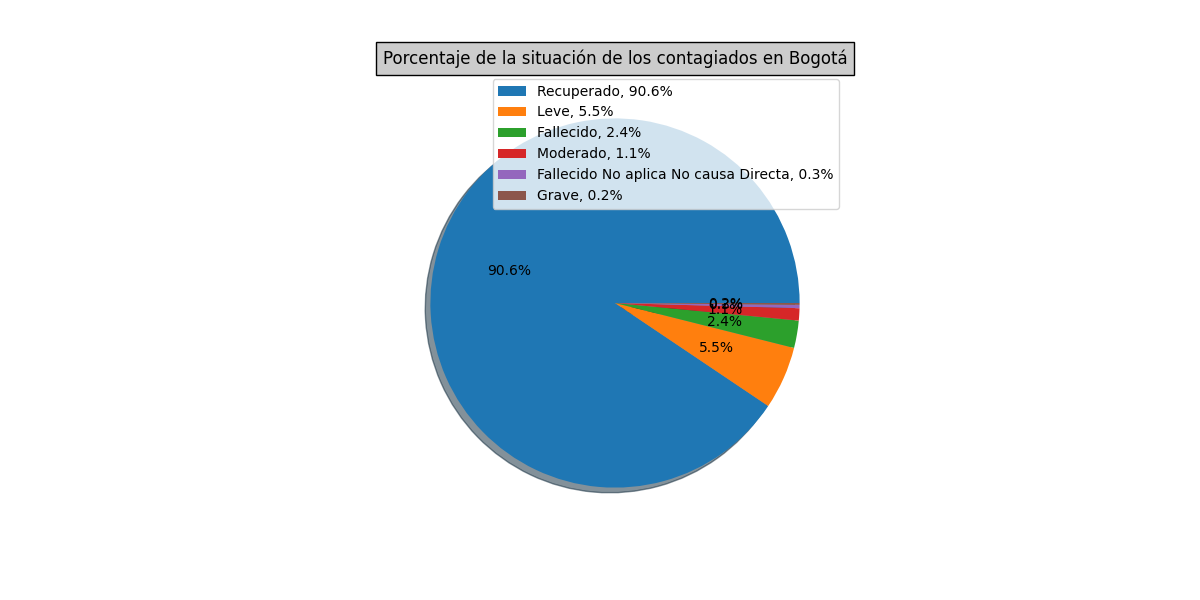 Porcentaje de la situación de los contagiados en Bogotá
Recuperado, 90.6%
Leve, 5.5%
Fallecido, 2.4%
Moderado, 1.1%
Fallecido No aplica No causa Directa, 0.3%
Grave, 0.2%
90.6%
1.1%
2.4%
5.5%